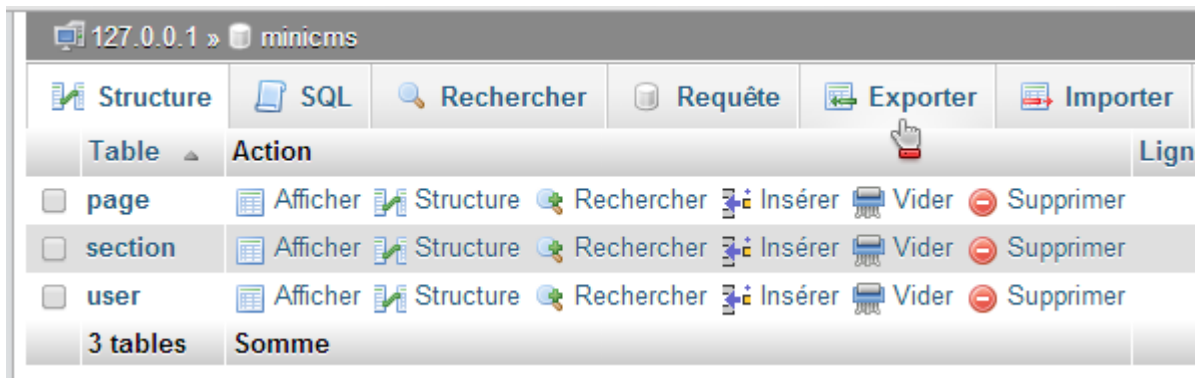 127.0.0.1 » minicms
Structure SQL Rechercher Requête Exporter Importer
Table Action Lign
page Afficher Structure Rechercher Insérer Vider Supprimer
section Afficher Structure Rechercher Insérer Vider Supprimer
user Afficher Structure Rechercher Insérer Vider Supprimer
3 tables Somme